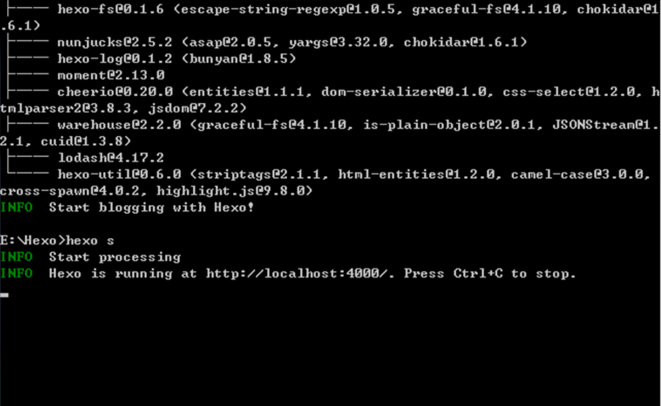 ├── hexo-fs@0.1.6 (escape-string-regexp@1.0.5, graceful-fs@4.1.10, chokidar@1
.6.1)
├── nunjucks@2.5.2 (asap@2.0.5, yargs@3.32.0, chokidar@1.6.1)
├── hexo-log@0.1.2 (bunyan@1.8.5)
├── moment@2.13.0
├── cheerio@0.20.0 (entities@1.1.1, dom-serializer@0.1.0, css-select@1.2.0, h
tmlparser2@3.8.3, jsdom@7.2.2)
├── warehouse@2.2.0 (graceful-fs@4.1.10, is-plain-object@2.0.1, JSONStream@1.
2.1, cuid@1.3.8)
├── lodash@4.17.2
└── hexo-util@0.6.0 (striptags@2.1.1, html-entities@1.2.0, camel-case@3.0.0,
cross-spawn@4.0.2, highlight.js@9.8.0)
INFO  Start blogging with Hexo!
E:\Hexo>hexo s
INFO  Start processing
INFO  Hexo is running at http://localhost:4000/. Press Ctrl+C to stop.